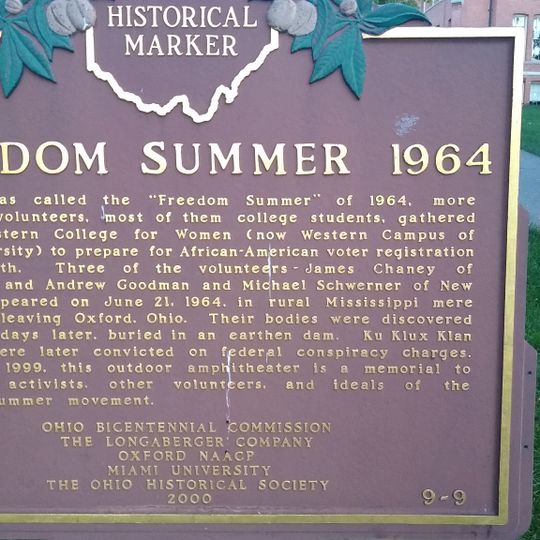 HISTORICAL
MARKER
DOM SUMMER 1964
as called the "Freedom Summer" of 1964, more
volunteers, most of them college students, gathered
stern College for Women (now Western Campus of
rsity) to prepare for African-American voter registration
th. Three of the volunteers - James Chaney of
and Andrew Goodman and Michael Schwerner of New
peared on June 21, 1964, in rural Mississippi mere
leaving Oxford, Ohio. Their bodies were discovered
days later, buried in an earthen dam. Ku Klux Klan
ere later convicted on federal conspiracy charges.
1999, this outdoor amphitheater is a memorial to
activists, other volunteers, and ideals of the
ummer movement.
OHIO BICENTENNIAL COMMISSION
THE LONGABERGER COMPANY
OXFORD NAACP
MIAMI UNIVERSITY
THE OHIO HISTORICAL SOCIETY
2000 9-9